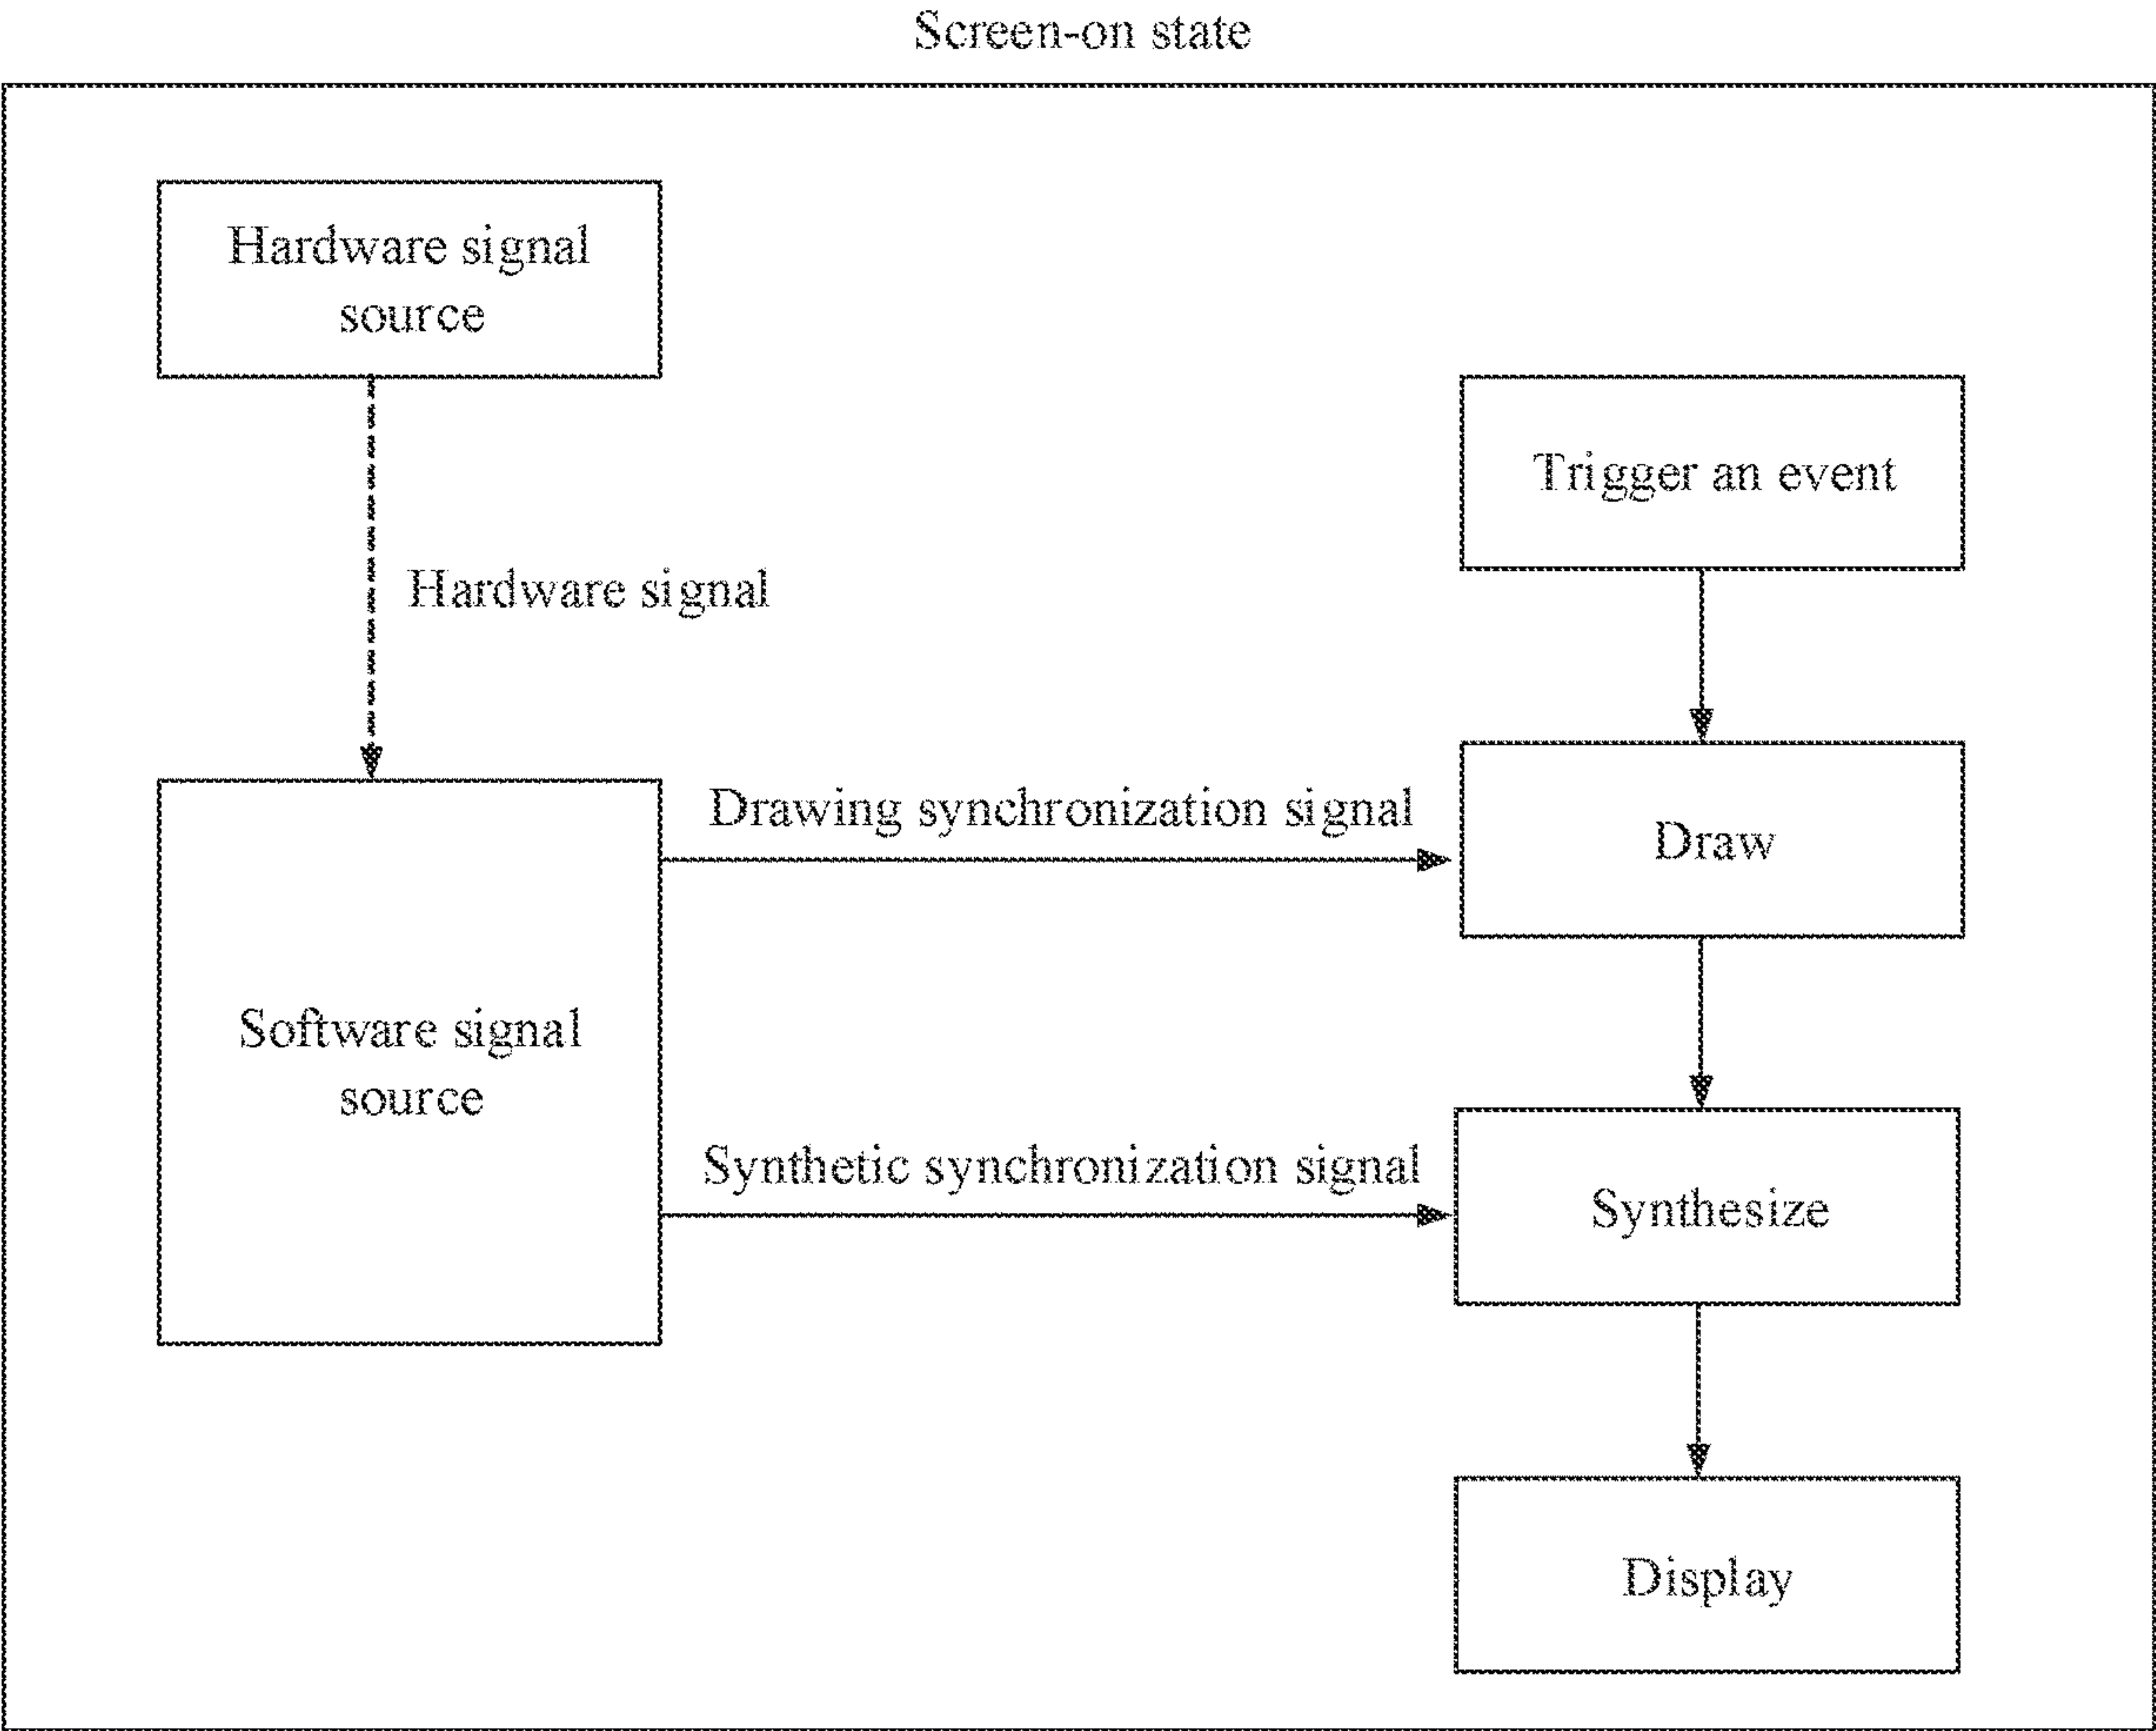 Screen-on state
Hardware signal
source
Trigger an event
Hardware signal
Drawing synchronization signal
Draw
Software signal
source
Synthetic synchronization signal
Synthesize
Display